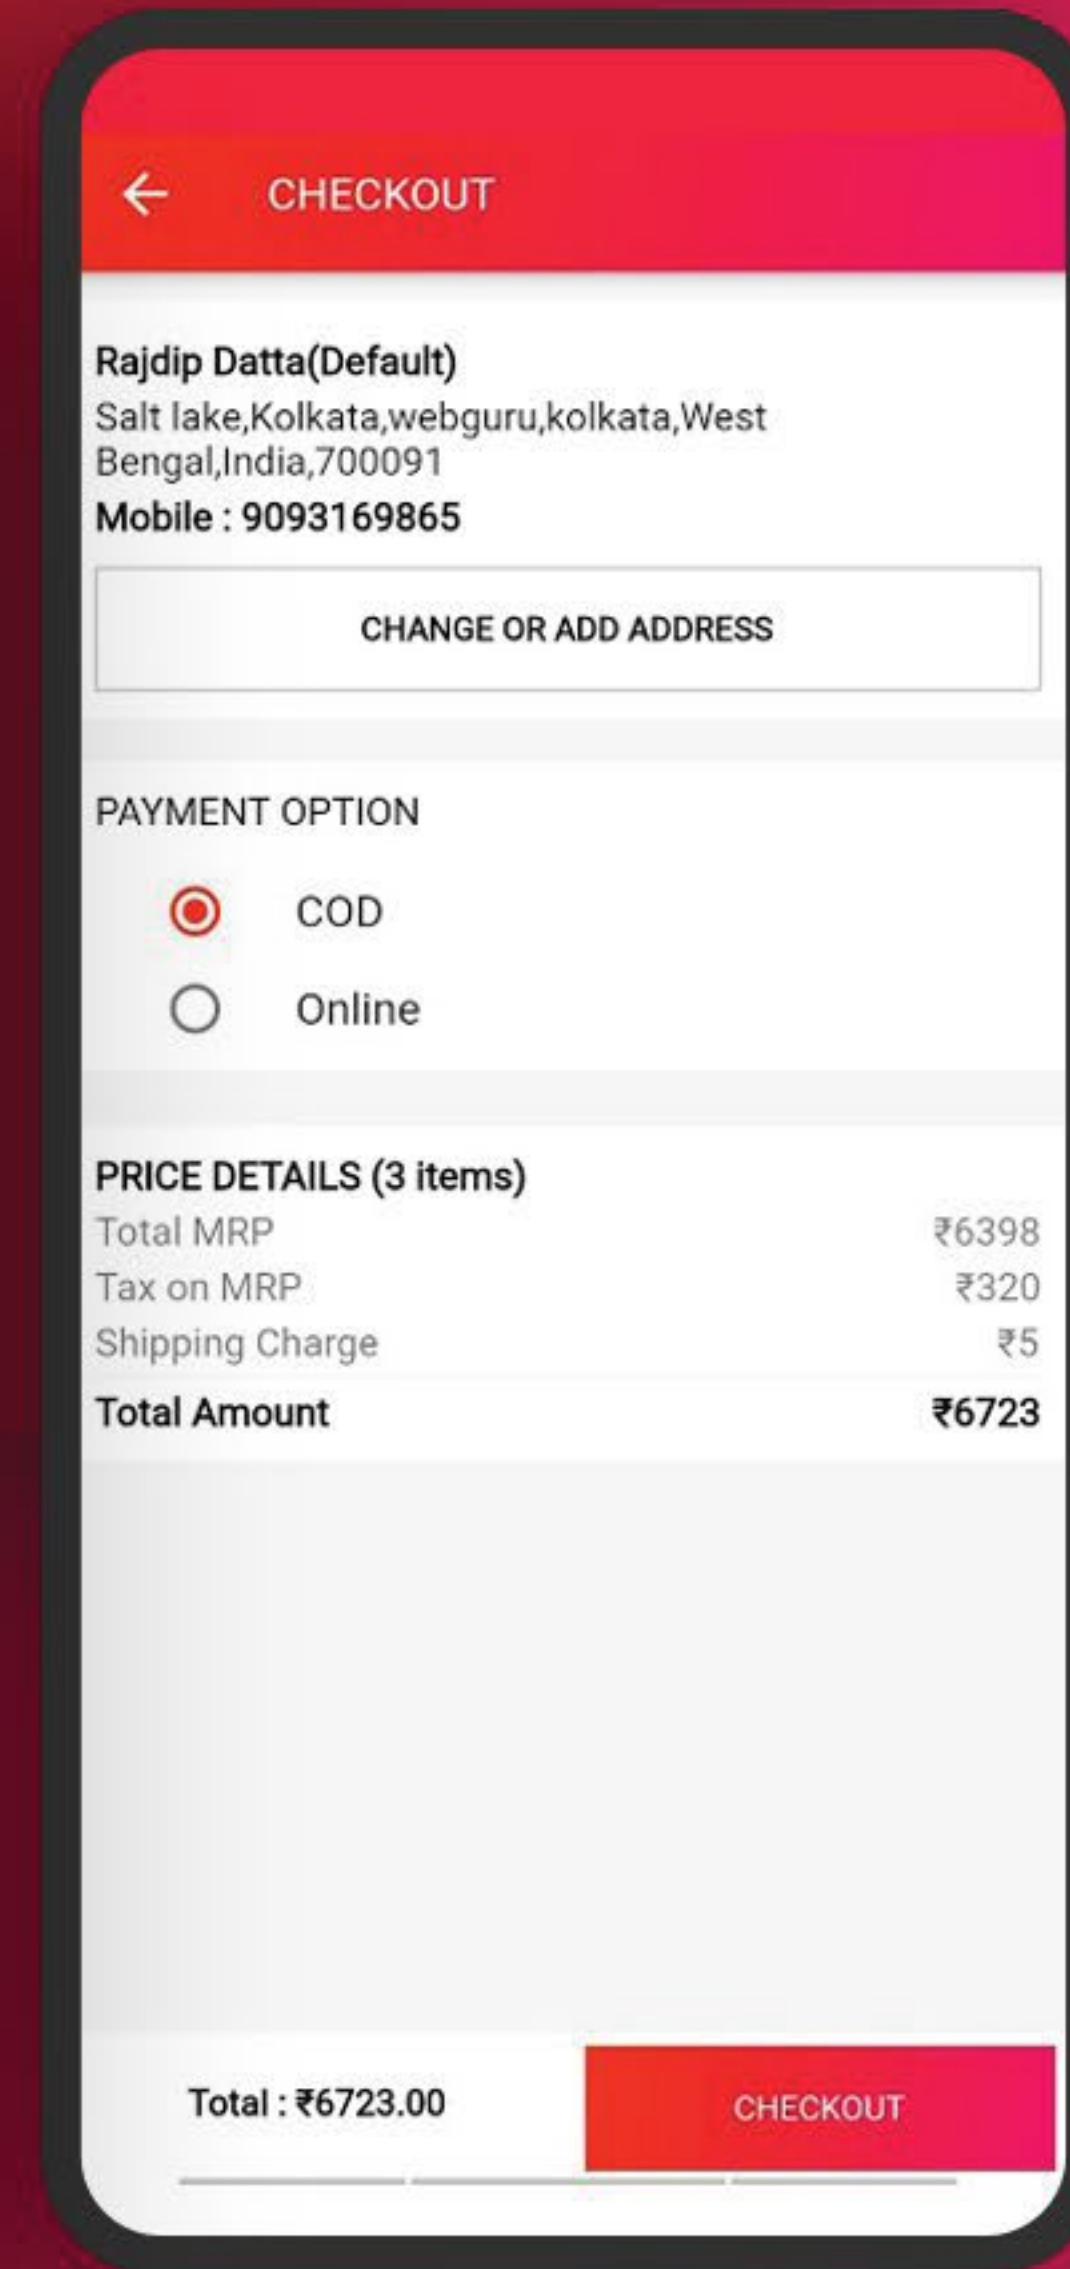 CHECKOUT
Rajdip Datta(Default)
Salt lake,Kolkata,webguru,kolkata,West
Bengal,India,700091
Mobile : 9093169865
CHANGE OR ADD ADDRESS
PAYMENT OPTION
COD
Online
PRICE DETAILS (3 items)
Total MRP ₹6398
Tax on MRP ₹320
Shipping Charge ₹5
Total Amount ₹6723
Total : ₹6723.00 CHECKOUT